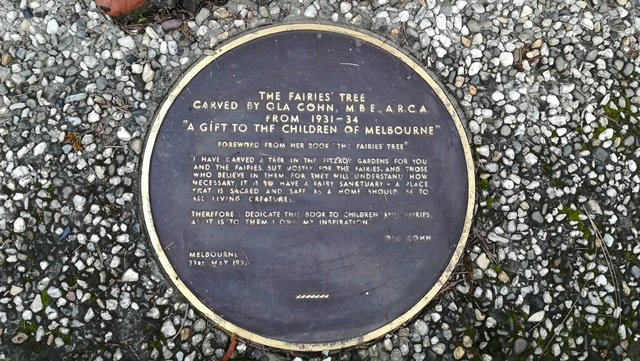 THE FAIRIES' TREE
CARVED BY OLA COHN, M.B.E., A.R.C.A.
FROM 1931-34
"A GIFT TO THE CHILDREN OF MELBOURNE"
FOREWORD FROM HER BOOK "THE FAIRIES' TREE"
"I HAVE CARVED A TREE IN THE FITZROY GARDENS FOR YOU
AND THE FAIRIES, BUT MOSTLY FOR THE FAIRIES, AND THOSE
WHO BELIEVE IN THEM, FOR THEY WILL UNDERSTAND HOW
NECESSARY IT IS TO HAVE A FAIRY SANCTUARY - A PLACE
THAT IS SACRED AND SAFE AS A HOME SHOULD BE TO
ALL LIVING CREATURES.
THEREFORE I DEDICATE THIS BOOK TO CHILDREN AND FAIRIES,
AS IT IS TO THEM I OWE MY INSPIRATION.
OLA COHN
MELBOURNE
23RD MAY